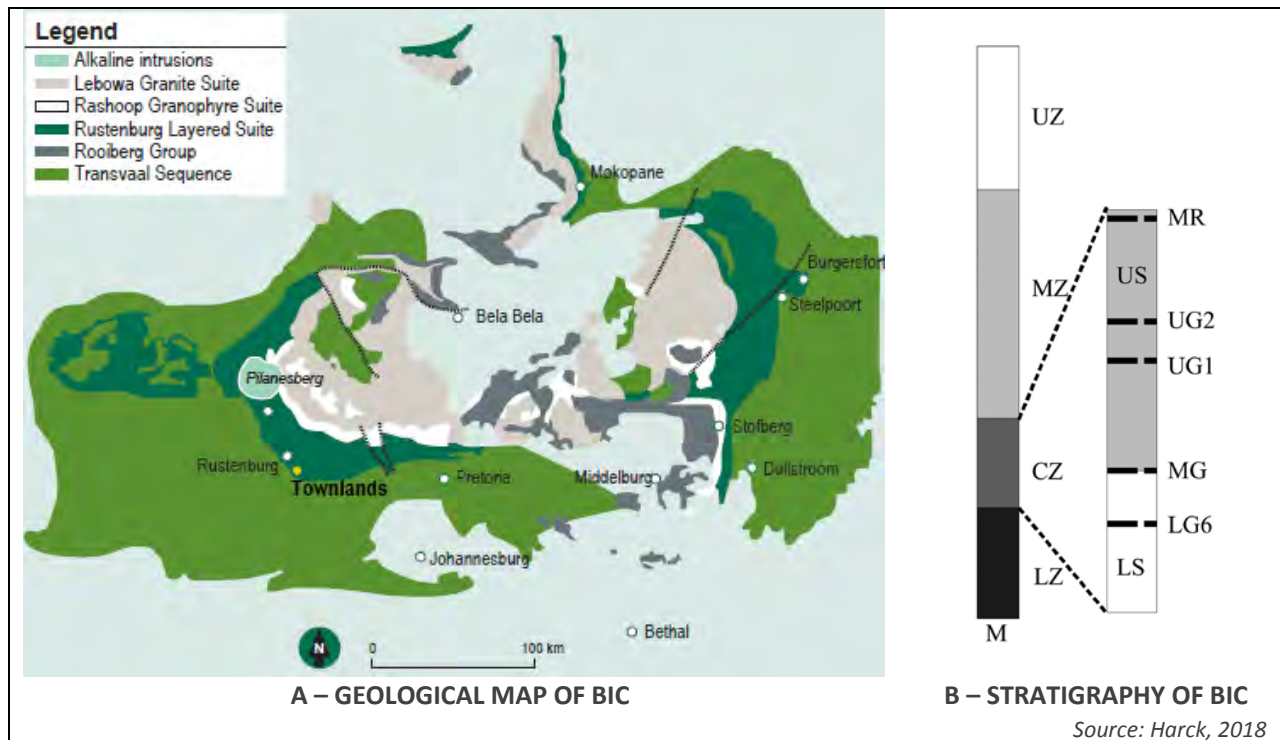 Legend
Alkaline intrusions
Lebowa Granite Suite
Rashoop Granophyre Suite
Rustenburg Layered Suite
Rooiberg Group
Transvaal Sequence
Mokopane
Burgersfort
Steelpoort
Bela Bela
Pilanesberg
Stofberg
Rustenburg
Townlands
Pretoria
Middelburg
Dullstroom
Johannesburg
Bethal
N
0
100 km
UZ
MZ
CZ
LZ
M
MR
US
UG2
UG1
MG
LG6
LS
A – GEOLOGICAL MAP OF BIC
B – STRATIGRAPHY OF BIC
Source: Harck, 2018